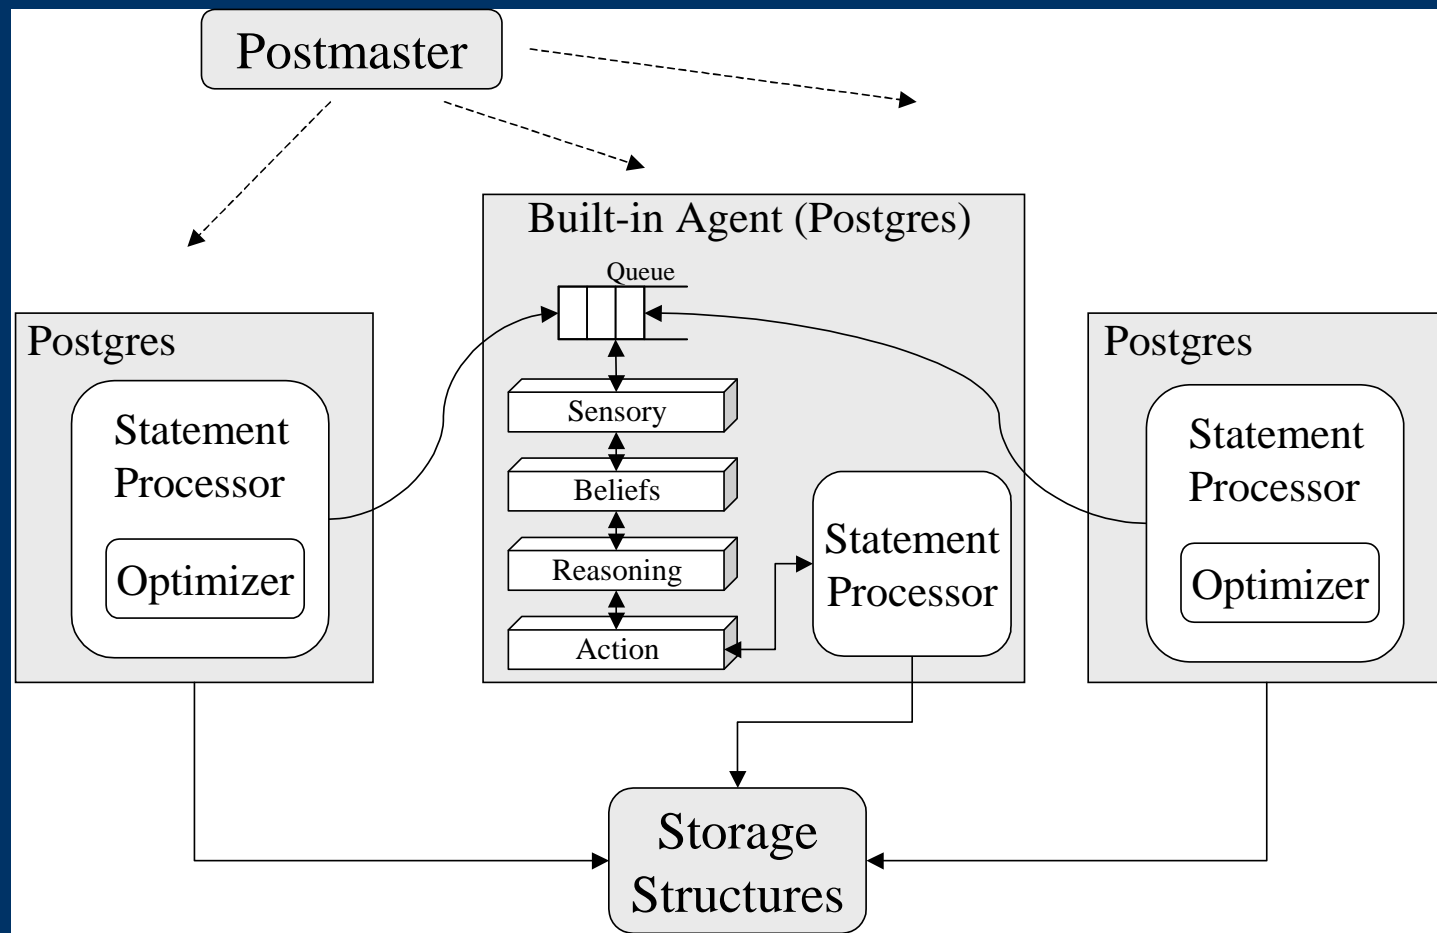 Postmaster
Built-in Agent (Postgres)
Queue
Postgres
Statement
Processor
Optimizer
Sensory
Beliefs
Reasoning
Action
Statement
Processor
Postgres
Statement
Processor
Optimizer
Storage
Structures